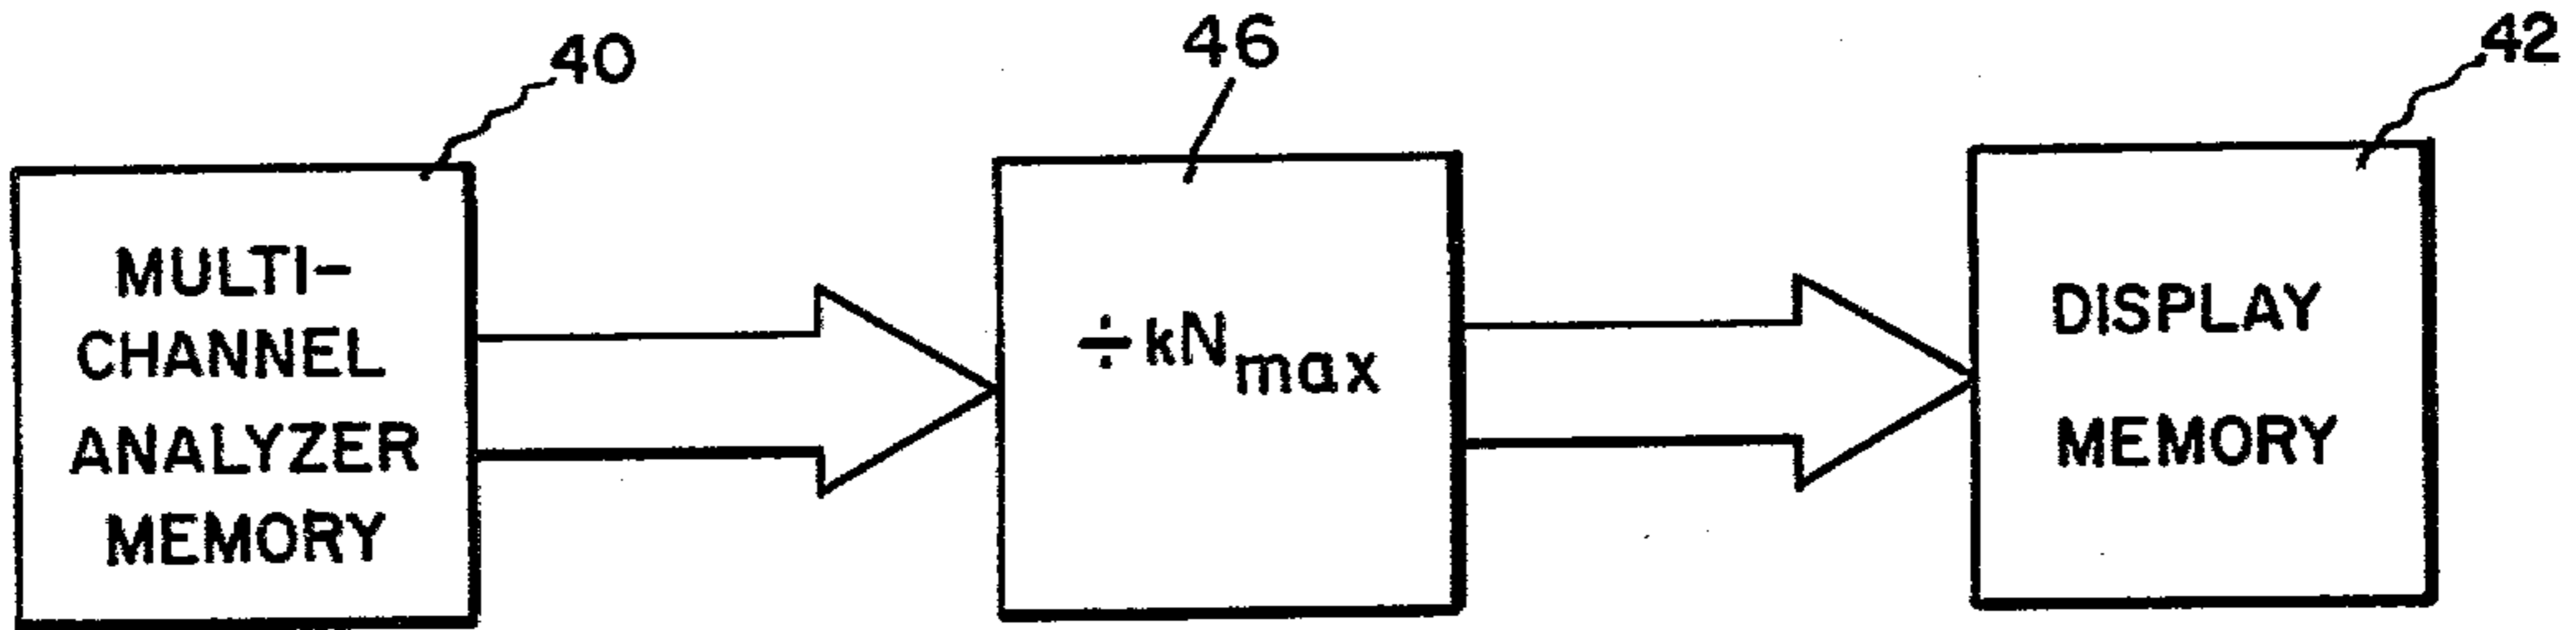 40
46
42
MULTI-
CHANNEL
ANALYZER
MEMORY
÷kNmax
DISPLAY
MEMORY